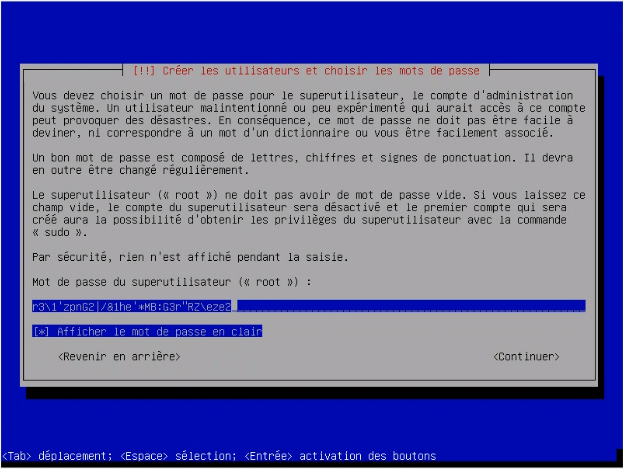 [!!] Créer les utilisateurs et choisir les mots de passe
Vous devez choisir un mot de passe pour le superutilisateur, le compte d'administration
du système. Un utilisateur malintentionné ou peu expérimenté qui aurait accès à ce compte
peut provoquer des désastres. En conséquence, ce mot de passe ne doit pas être facile à
deviner, ni correspondre à un mot d'un dictionnaire ou vous être facilement associé.
Un bon mot de passe est composé de lettres, chiffres et signes de ponctuation. Il devra
en outre être changé régulièrement.
Le superutilisateur (« root ») ne doit pas avoir de mot de passe vide. Si vous laissez ce
champ vide, le compte du superutilisateur sera désactivé et le premier compte qui sera
créé aura la possibilité d'obtenir les privilèges du superutilisateur avec la commande
« sudo ».
Par sécurité, rien n'est affiché pendant la saisie.
Mot de passe du superutilisateur (« root ») :
r3\1'zpnG2|/&1he'*MB:G3r"RZ\eze2
[*] Afficher le mot de passe en clair
<Revenir en arrière> <Continuer>
<Tab> déplacement; <Espace> sélection; <Entrée> activation des boutons